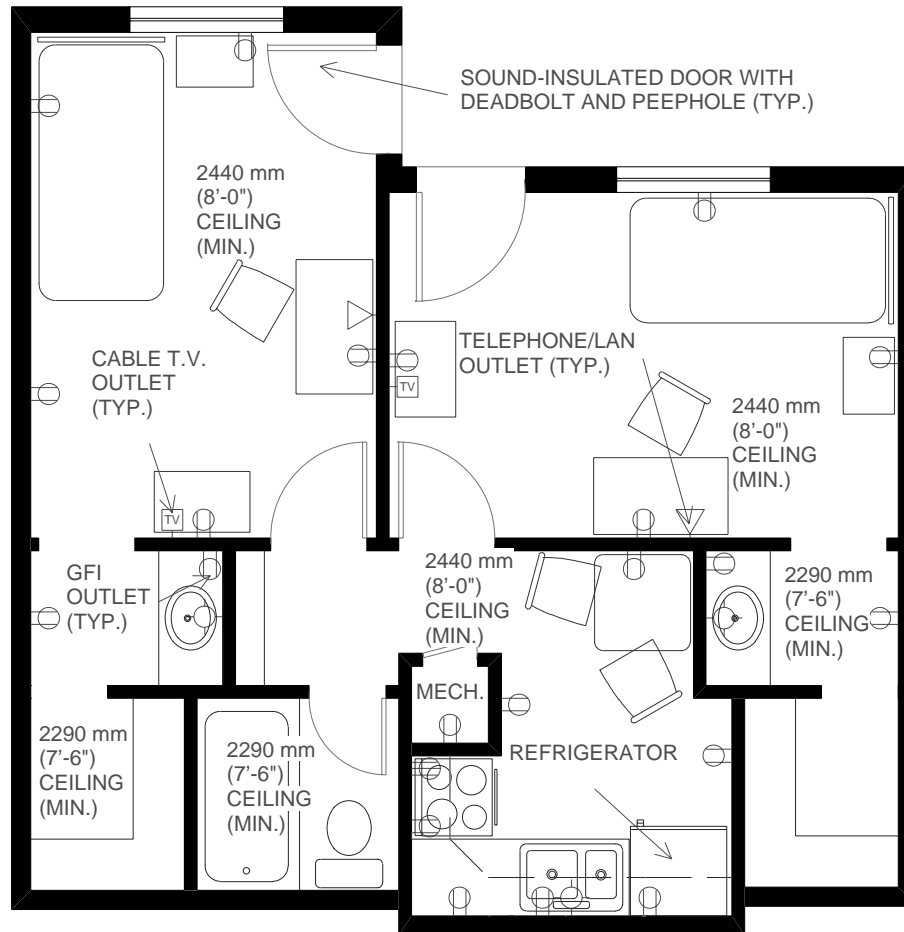 SOUND-INSULATED DOOR WITH
DEADBOLT AND PEEPHOLE (TYP.)
2440 mm
(8'-0")
CEILING
(MIN.)
CABLE T.V.
OUTLET
(TYP.)
TV
TELEPHONE/LAN
OUTLET (TYP.)
TV
2440 mm
(8'-0")
CEILING
(MIN.)
GFI
OUTLET
(TYP.)
2440 mm
(8'-0")
CEILING
(MIN.)
2290 mm
(7'-6")
CEILING
(MIN.)
MECH.
2290 mm
(7'-6")
CEILING
(MIN.)
2290 mm
(7'-6")
CEILING
(MIN.)
REFRIGERATOR